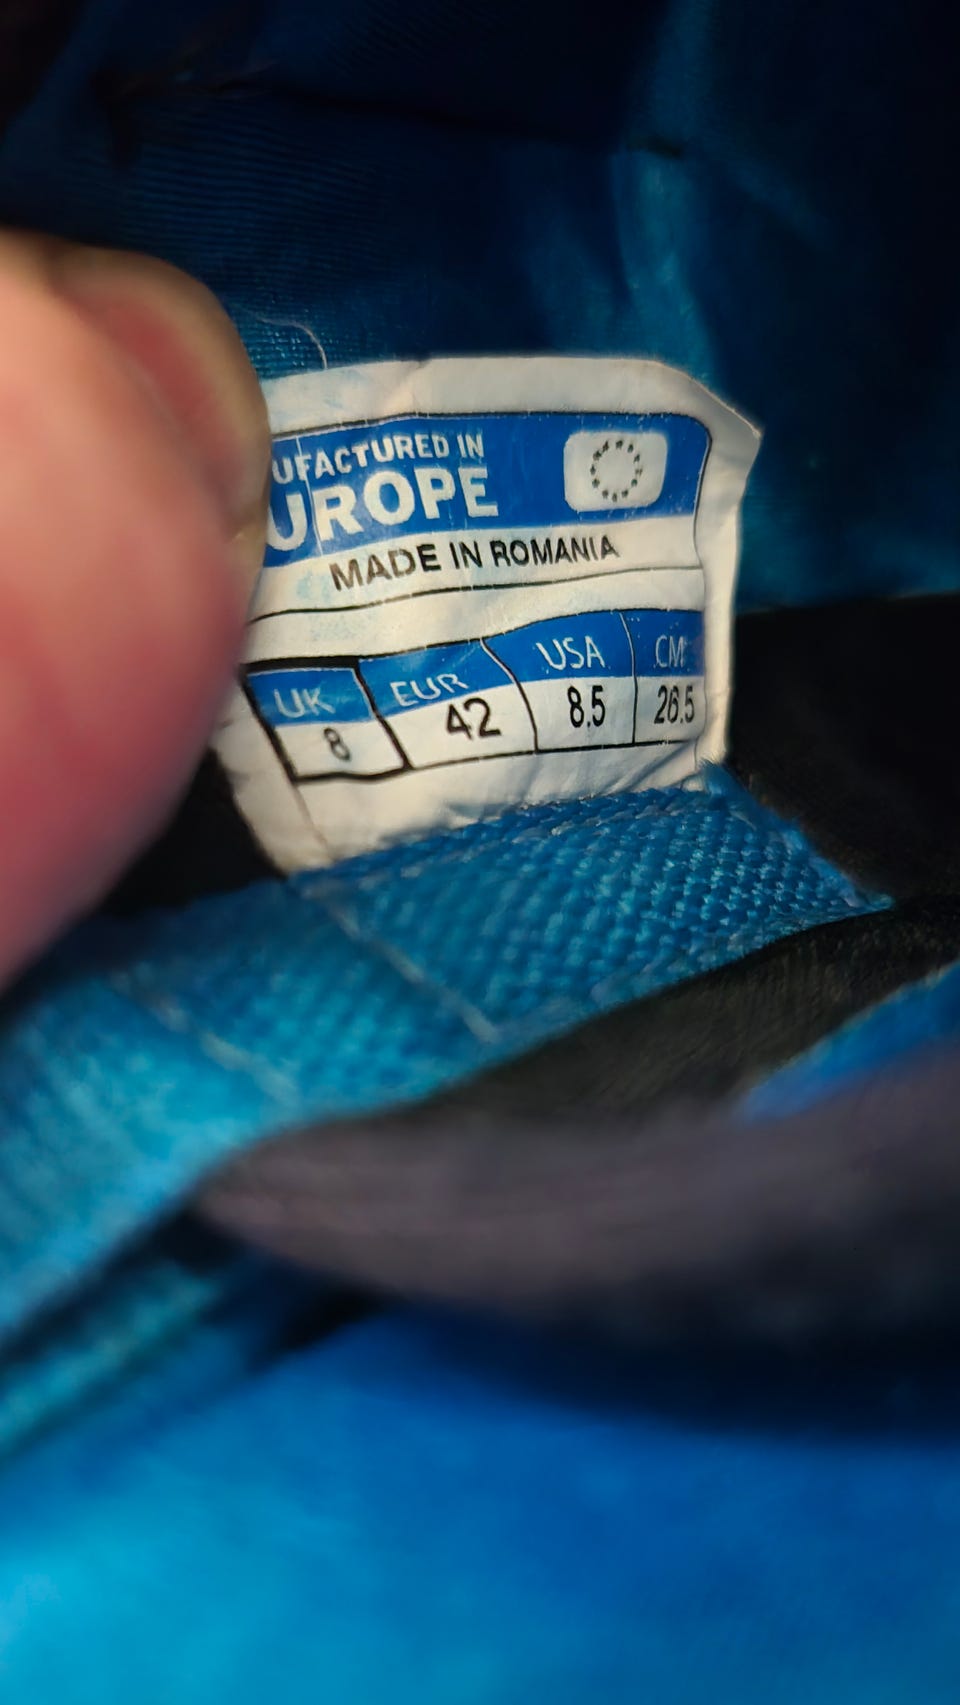 UFACTURED IN
UROPE
MADE IN ROMANIA
UK EUR USA CM
8 42 8.5 26.5